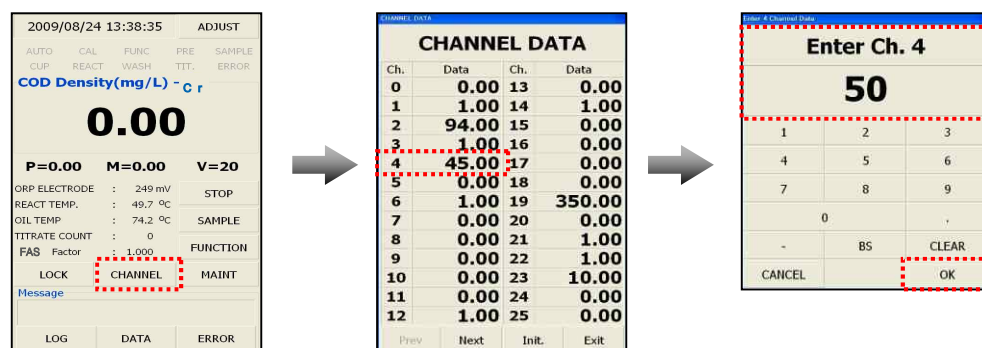 2009/08/24 13:38:35 ADJUST
AUTO CAL FUNC PRE SAMPLE
CUP REACT WASH TIT. ERROR
COD Density(mg/L) - C r
0.00
P=0.00 M=0.00 V=20
ORP ELECTRODE : 249 mV
REACT TEMP. : 49.7 ºC
STOP
OIL TEMP : 74.2 ºC
SAMPLE
TITRATE COUNT : 0
FAS Factor : 1.000
FUNCTION
LOCK CHANNEL MAINT
Message
LOG DATA ERROR
CHANNEL DATA
CHANNEL DATA
Ch. Data Ch. Data
0 0.00 13 0.00
1 1.00 14 1.00
2 94.00 15 0.00
3 1.00 16 0.00
4 45.00 17 0.00
5 0.00 18 0.00
6 1.00 19 350.00
7 0.00 20 0.00
8 0.00 21 1.00
9 0.00 22 1.00
10 0.00 23 10.00
11 0.00 24 0.00
12 1.00 25 0.00
Prev Next Init. Exit
Enter 4 Channel Data
Enter Ch. 4
50
1 2 3
4 5 6
7 8 9
0 .
- BS CLEAR
CANCEL OK